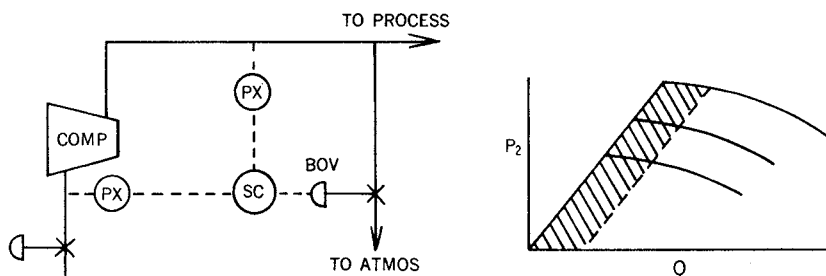 TO PROCESS
PX
COMP
BOV
PX
SC
TO ATMOS
P2
Q